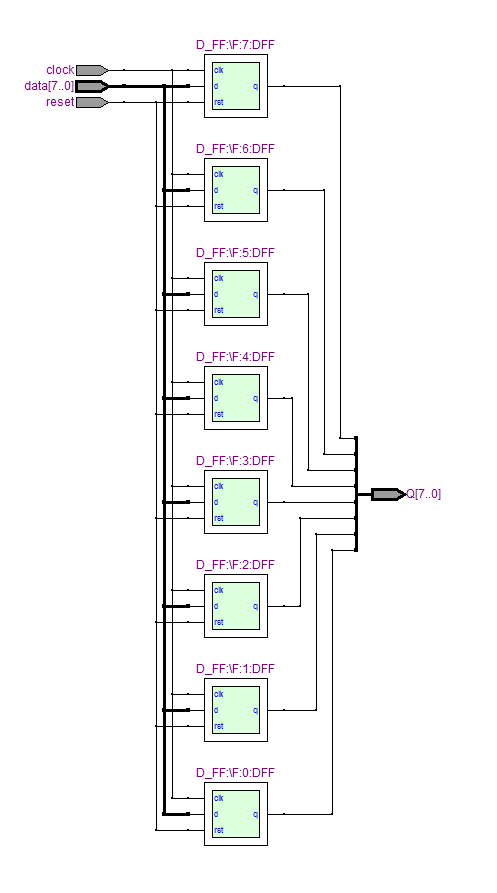 D_FF:\F:7:DFF
clock
clk
data[7..0]
d q
reset
rst
D_FF:\F:6:DFF
clk
d q
rst
D_FF:\F:5:DFF
clk
d q
rst
D_FF:\F:4:DFF
clk
d q
rst
D_FF:\F:3:DFF
clk
Q[7..0]
d q
rst
D_FF:\F:2:DFF
clk
d q
rst
D_FF:\F:1:DFF
clk
d q
rst
D_FF:\F:0:DFF
clk
d q
rst